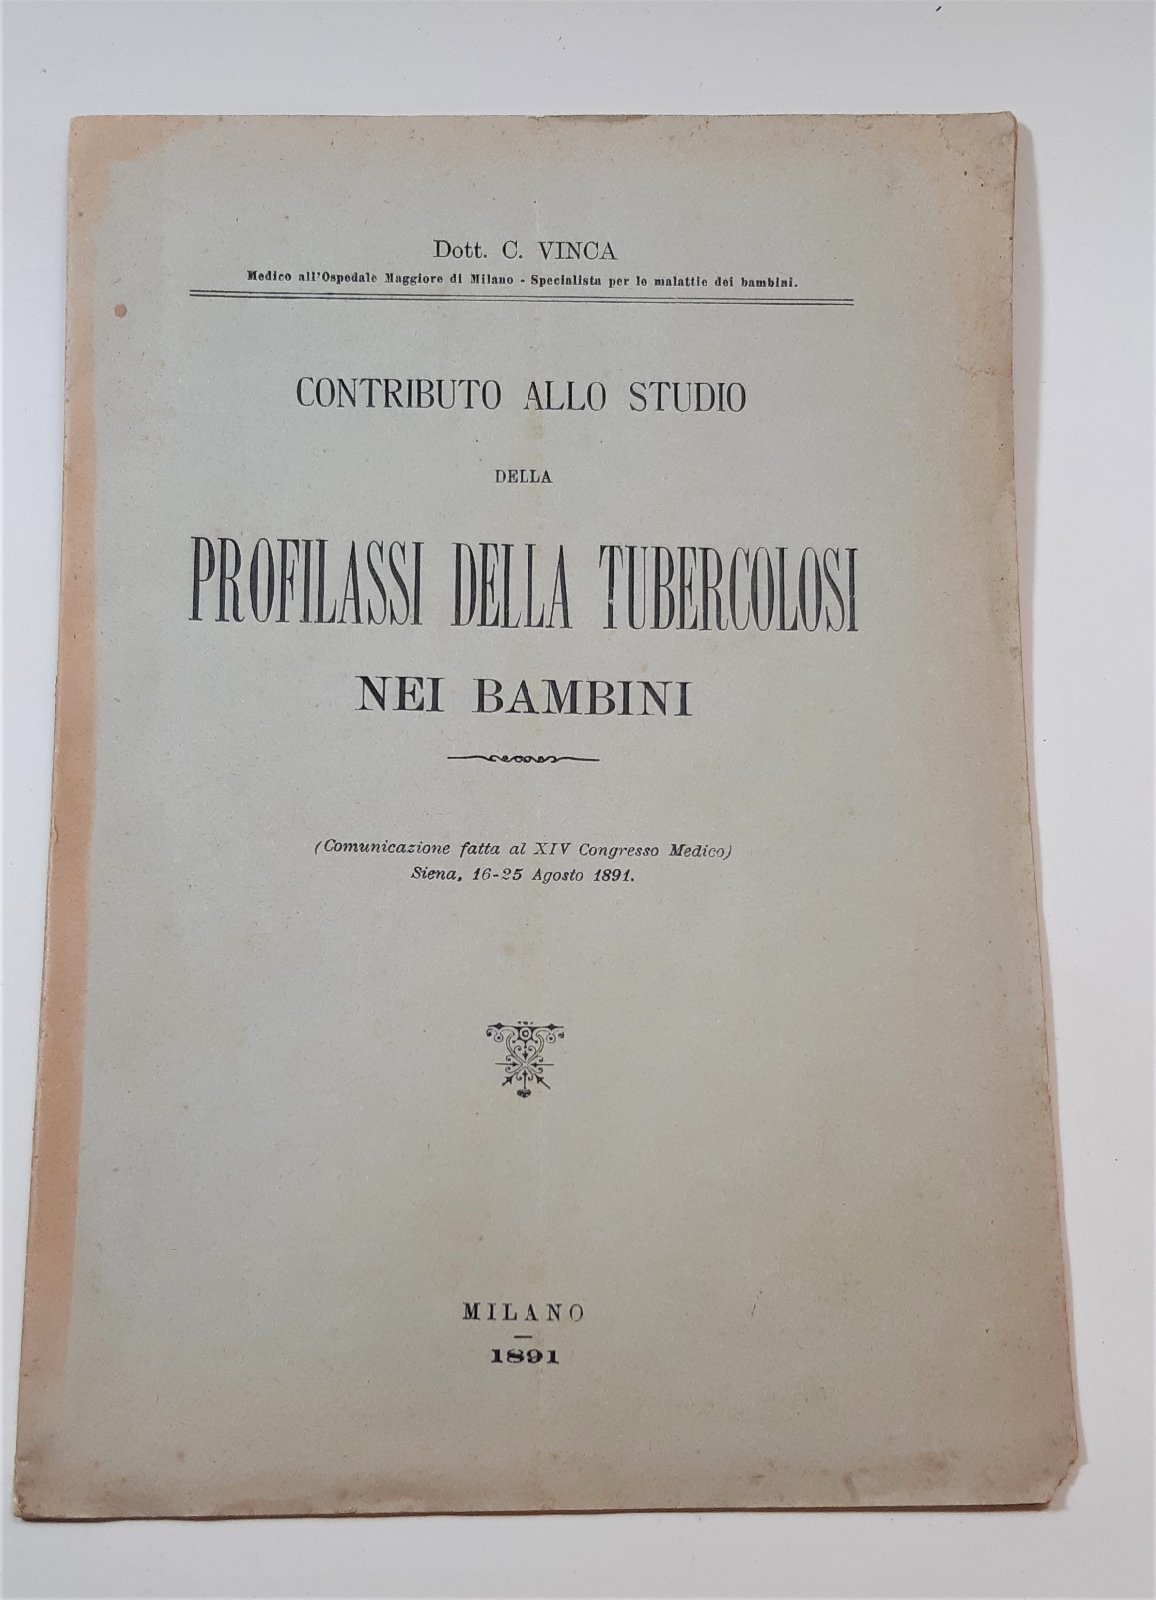 Dott. C. VINCA
Medico all'Ospedale Maggiore di Milano - Specialista per le malattie dei bambini.
CONTRIBUTO ALLO STUDIO
DELLA
PROFILASSI DELLA TUBERCOLOSI
NEI BAMBINI
(Comunicazione fatta al XIV Congresso Medico)
Siena, 16-25 Agosto 1891.
MILANO
1891